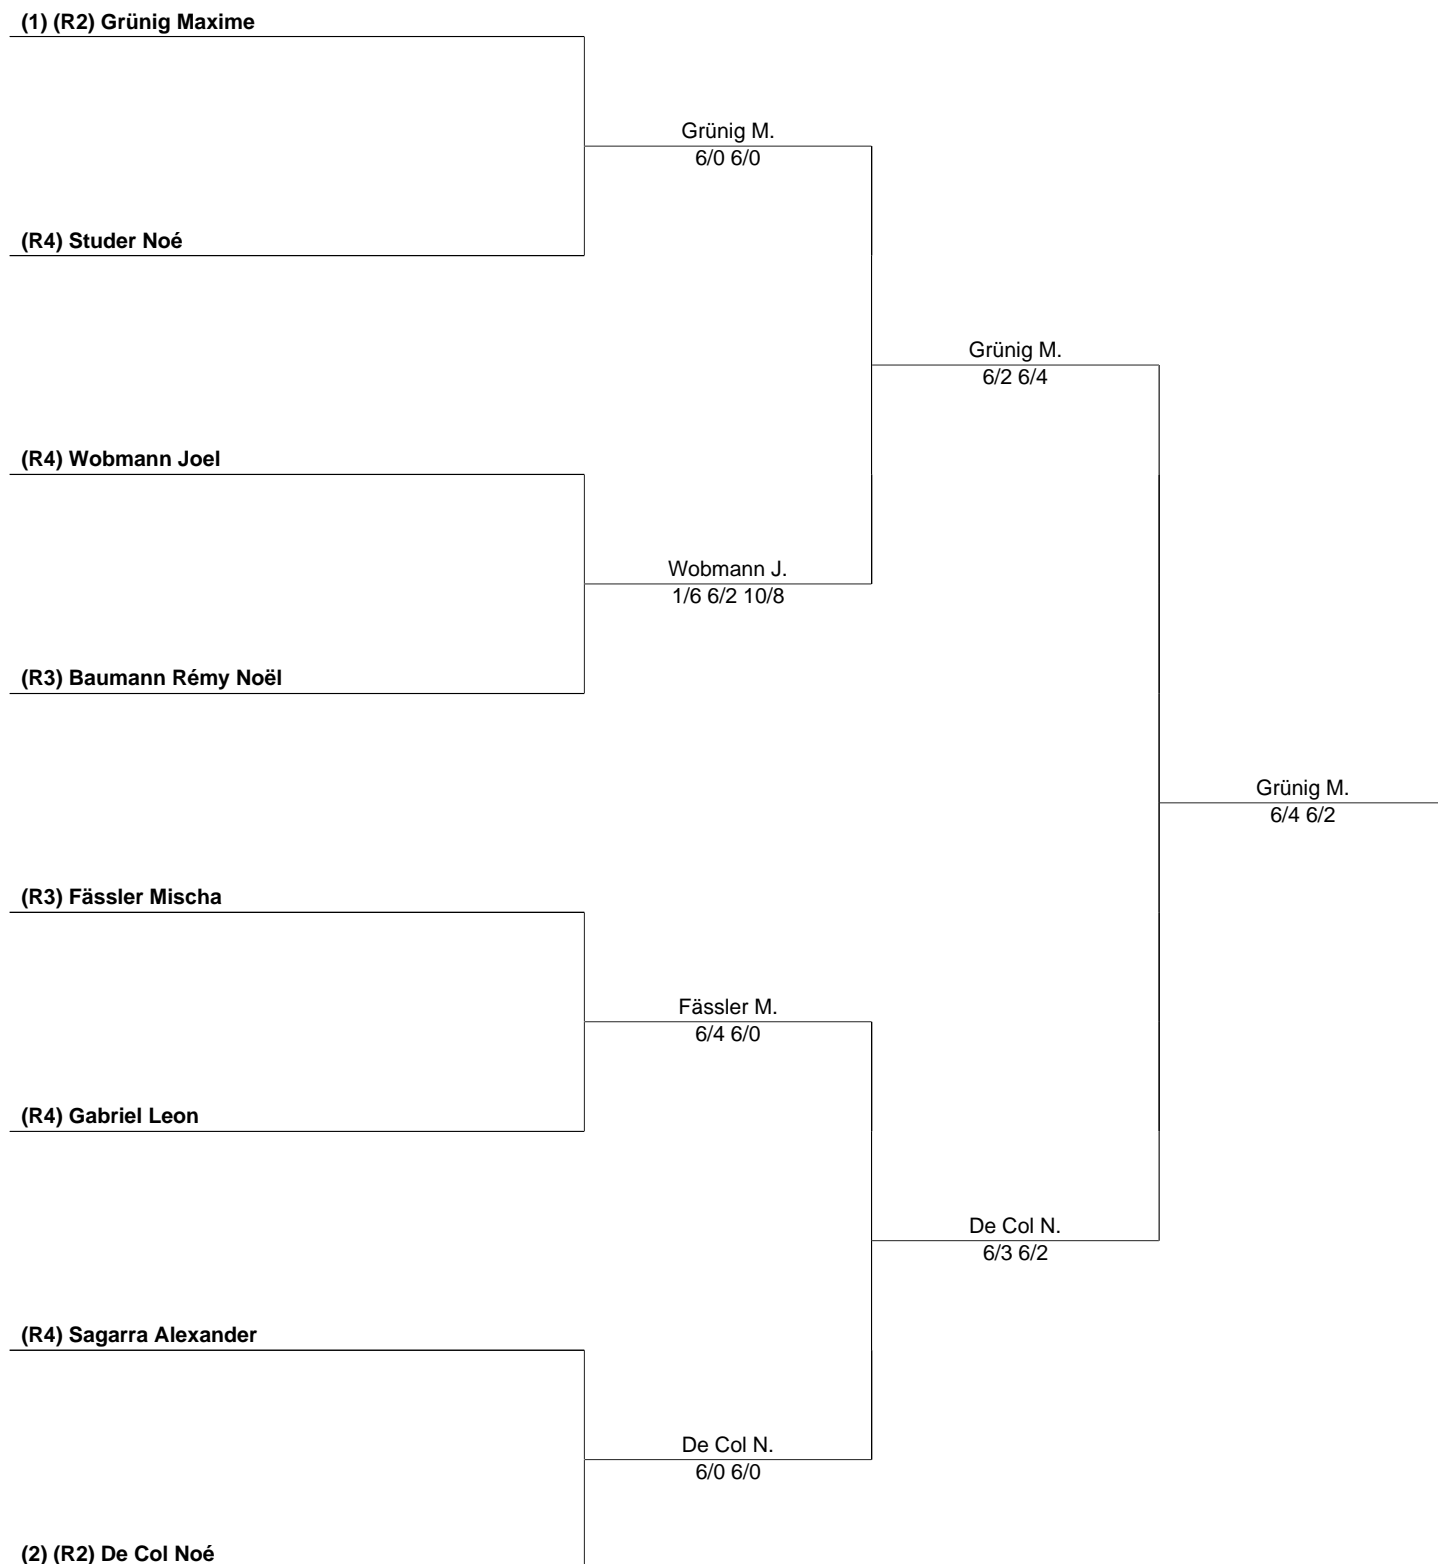 (1) (R2) Grünig Maxime
Grünig M.
6/0 6/0
(R4) Studer Noé
Grünig M.
6/2 6/4
(R4) Wobmann Joel
Wobmann J.
1/6 6/2 10/8
(R3) Baumann Rémy Noël
Grünig M.
6/4 6/2
(R3) Fässler Mischa
Fässler M.
6/4 6/0
(R4) Gabriel Leon
De Col N.
6/3 6/2
(R4) Sagarra Alexander
De Col N.
6/0 6/0
(2) (R2) De Col Noé